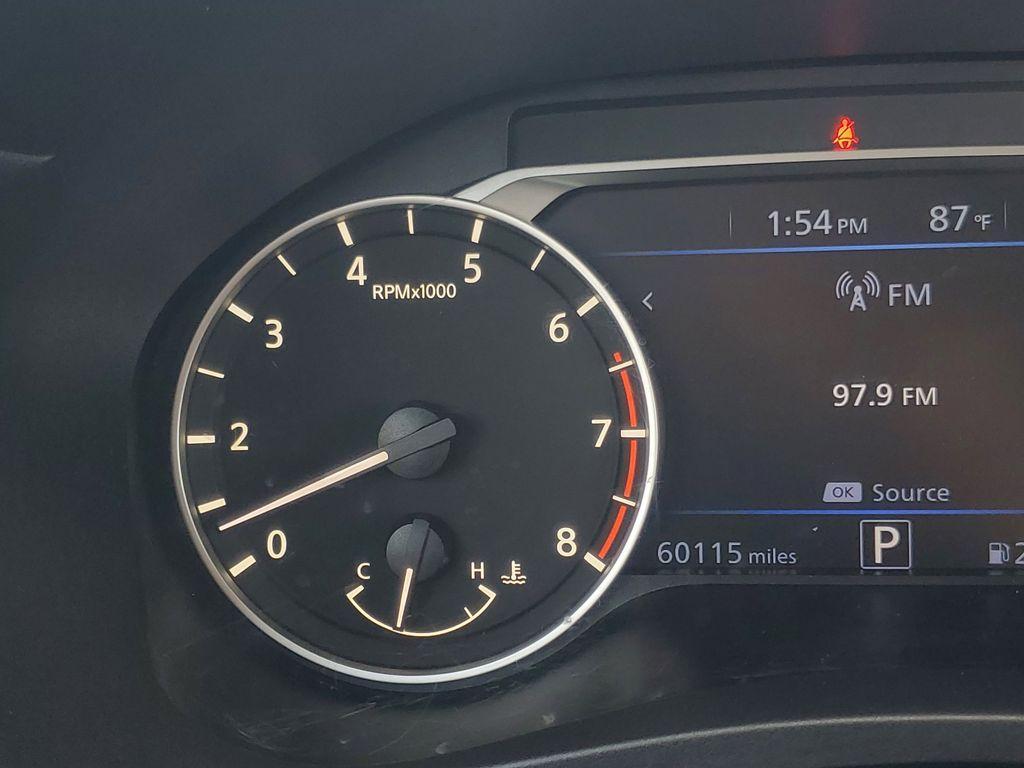 1:54 PM 87°F
4 5
RPMx1000
3 6
FM
97.9 FM
2 7
OK Source
0 8
60115 miles P 2
C H